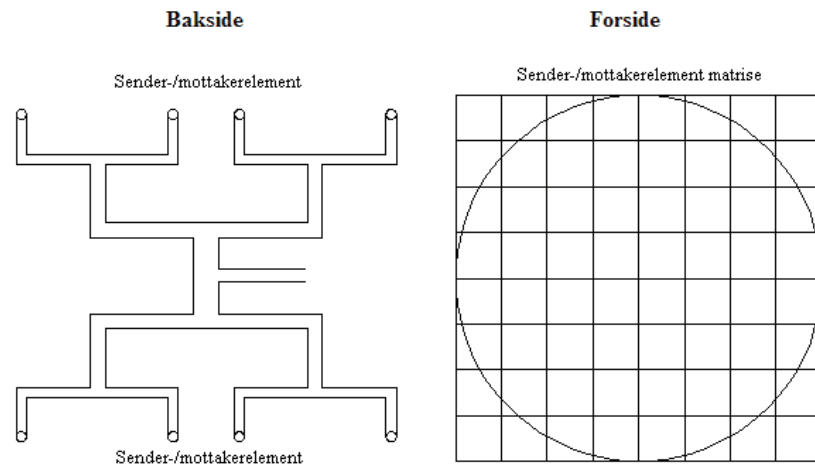 Bakside
Forside
Sender-/mottakerelement
Sender-/mottakerelement matrise
Sender-/mottakerelement